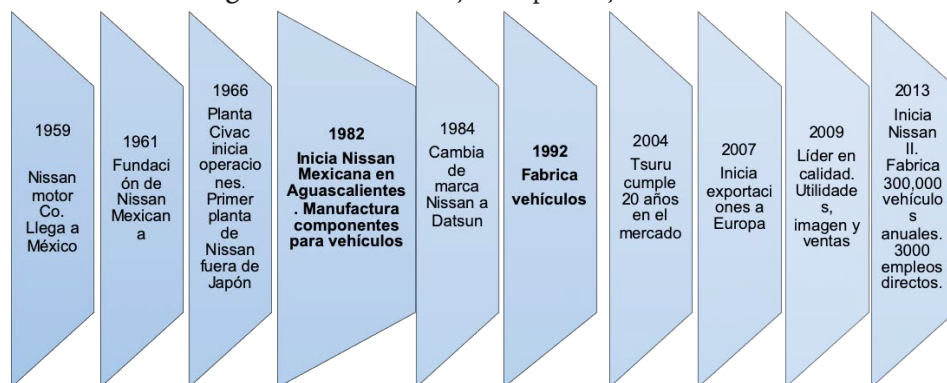 1959
Nissan
motor
Co.
Llega a
México
1961
Fundaci
ón de
Nissan
Mexican
a
1966
Planta
Civac
inicia
operacio
nes.
Primer
planta
de
Nissan
fuera de
Japón
1982
Inicia Nissan
Mexicana en
Aguascalientes
. Manufactura
componentes
para vehículos
1984
Cambia
de
marca
Nissan a
Datsun
1992
Fabrica
vehículos
2004
Tsuru
cumple
20 años
en el
mercado
2007
Inicia
exportaci
ones a
Europa
2009
Líder en
calidad.
Utilidade
s,
imagen y
ventas
2013
Inicia
Nissan
II.
Fabrica
300,000
vehículo
s
anuales.
3000
empleos
directos.